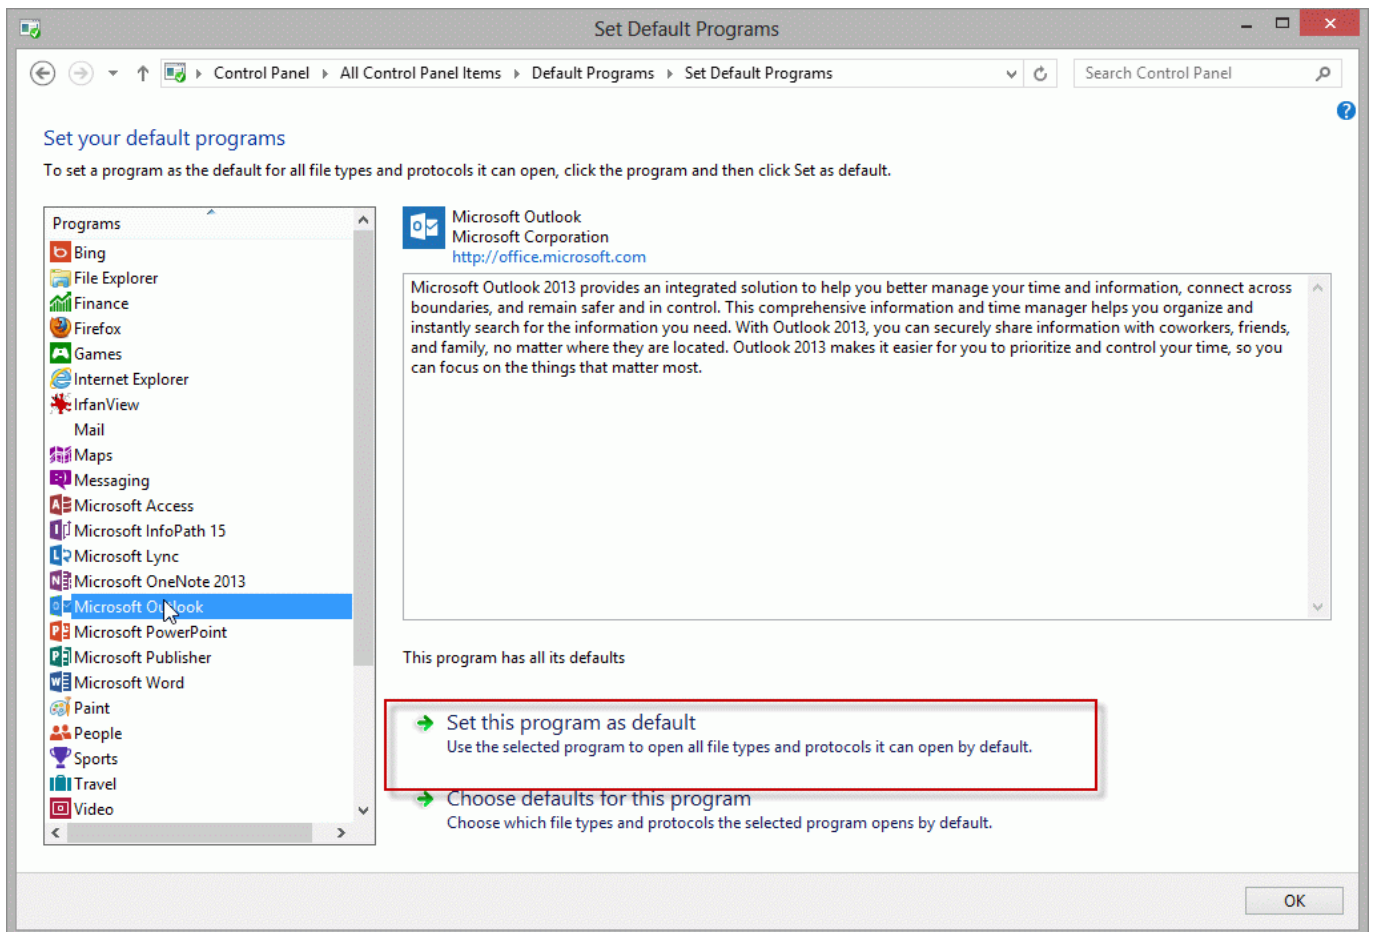 Set Default Programs
Control Panel All Control Panel Items Default Programs Set Default Programs
Search Control Panel
Set your default programs
To set a program as the default for all file types and protocols it can open, click the program and then click Set as default.
Programs
Bing
File Explorer
Finance
Firefox
Games
Internet Explorer
IrfanView
Mail
Maps
Messaging
Microsoft Access
Microsoft InfoPath 15
Microsoft Lync
Microsoft OneNote 2013
Microsoft Outlook
Microsoft PowerPoint
Microsoft Publisher
Microsoft Word
Paint
People
Sports
Travel
Video
Microsoft Outlook
Microsoft Corporation
http://office.microsoft.com
Microsoft Outlook 2013 provides an integrated solution to help you better manage your time and information, connect across
boundaries, and remain safer and in control. This comprehensive information and time manager helps you organize and
instantly search for the information you need. With Outlook 2013, you can securely share information with coworkers, friends,
and family, no matter where they are located. Outlook 2013 makes it easier for you to prioritize and control your time, so you
can focus on the things that matter most.
This program has all its defaults
Set this program as default
Use the selected program to open all file types and protocols it can open by default.
Choose defaults for this program
Choose which file types and protocols the selected program opens by default.
OK